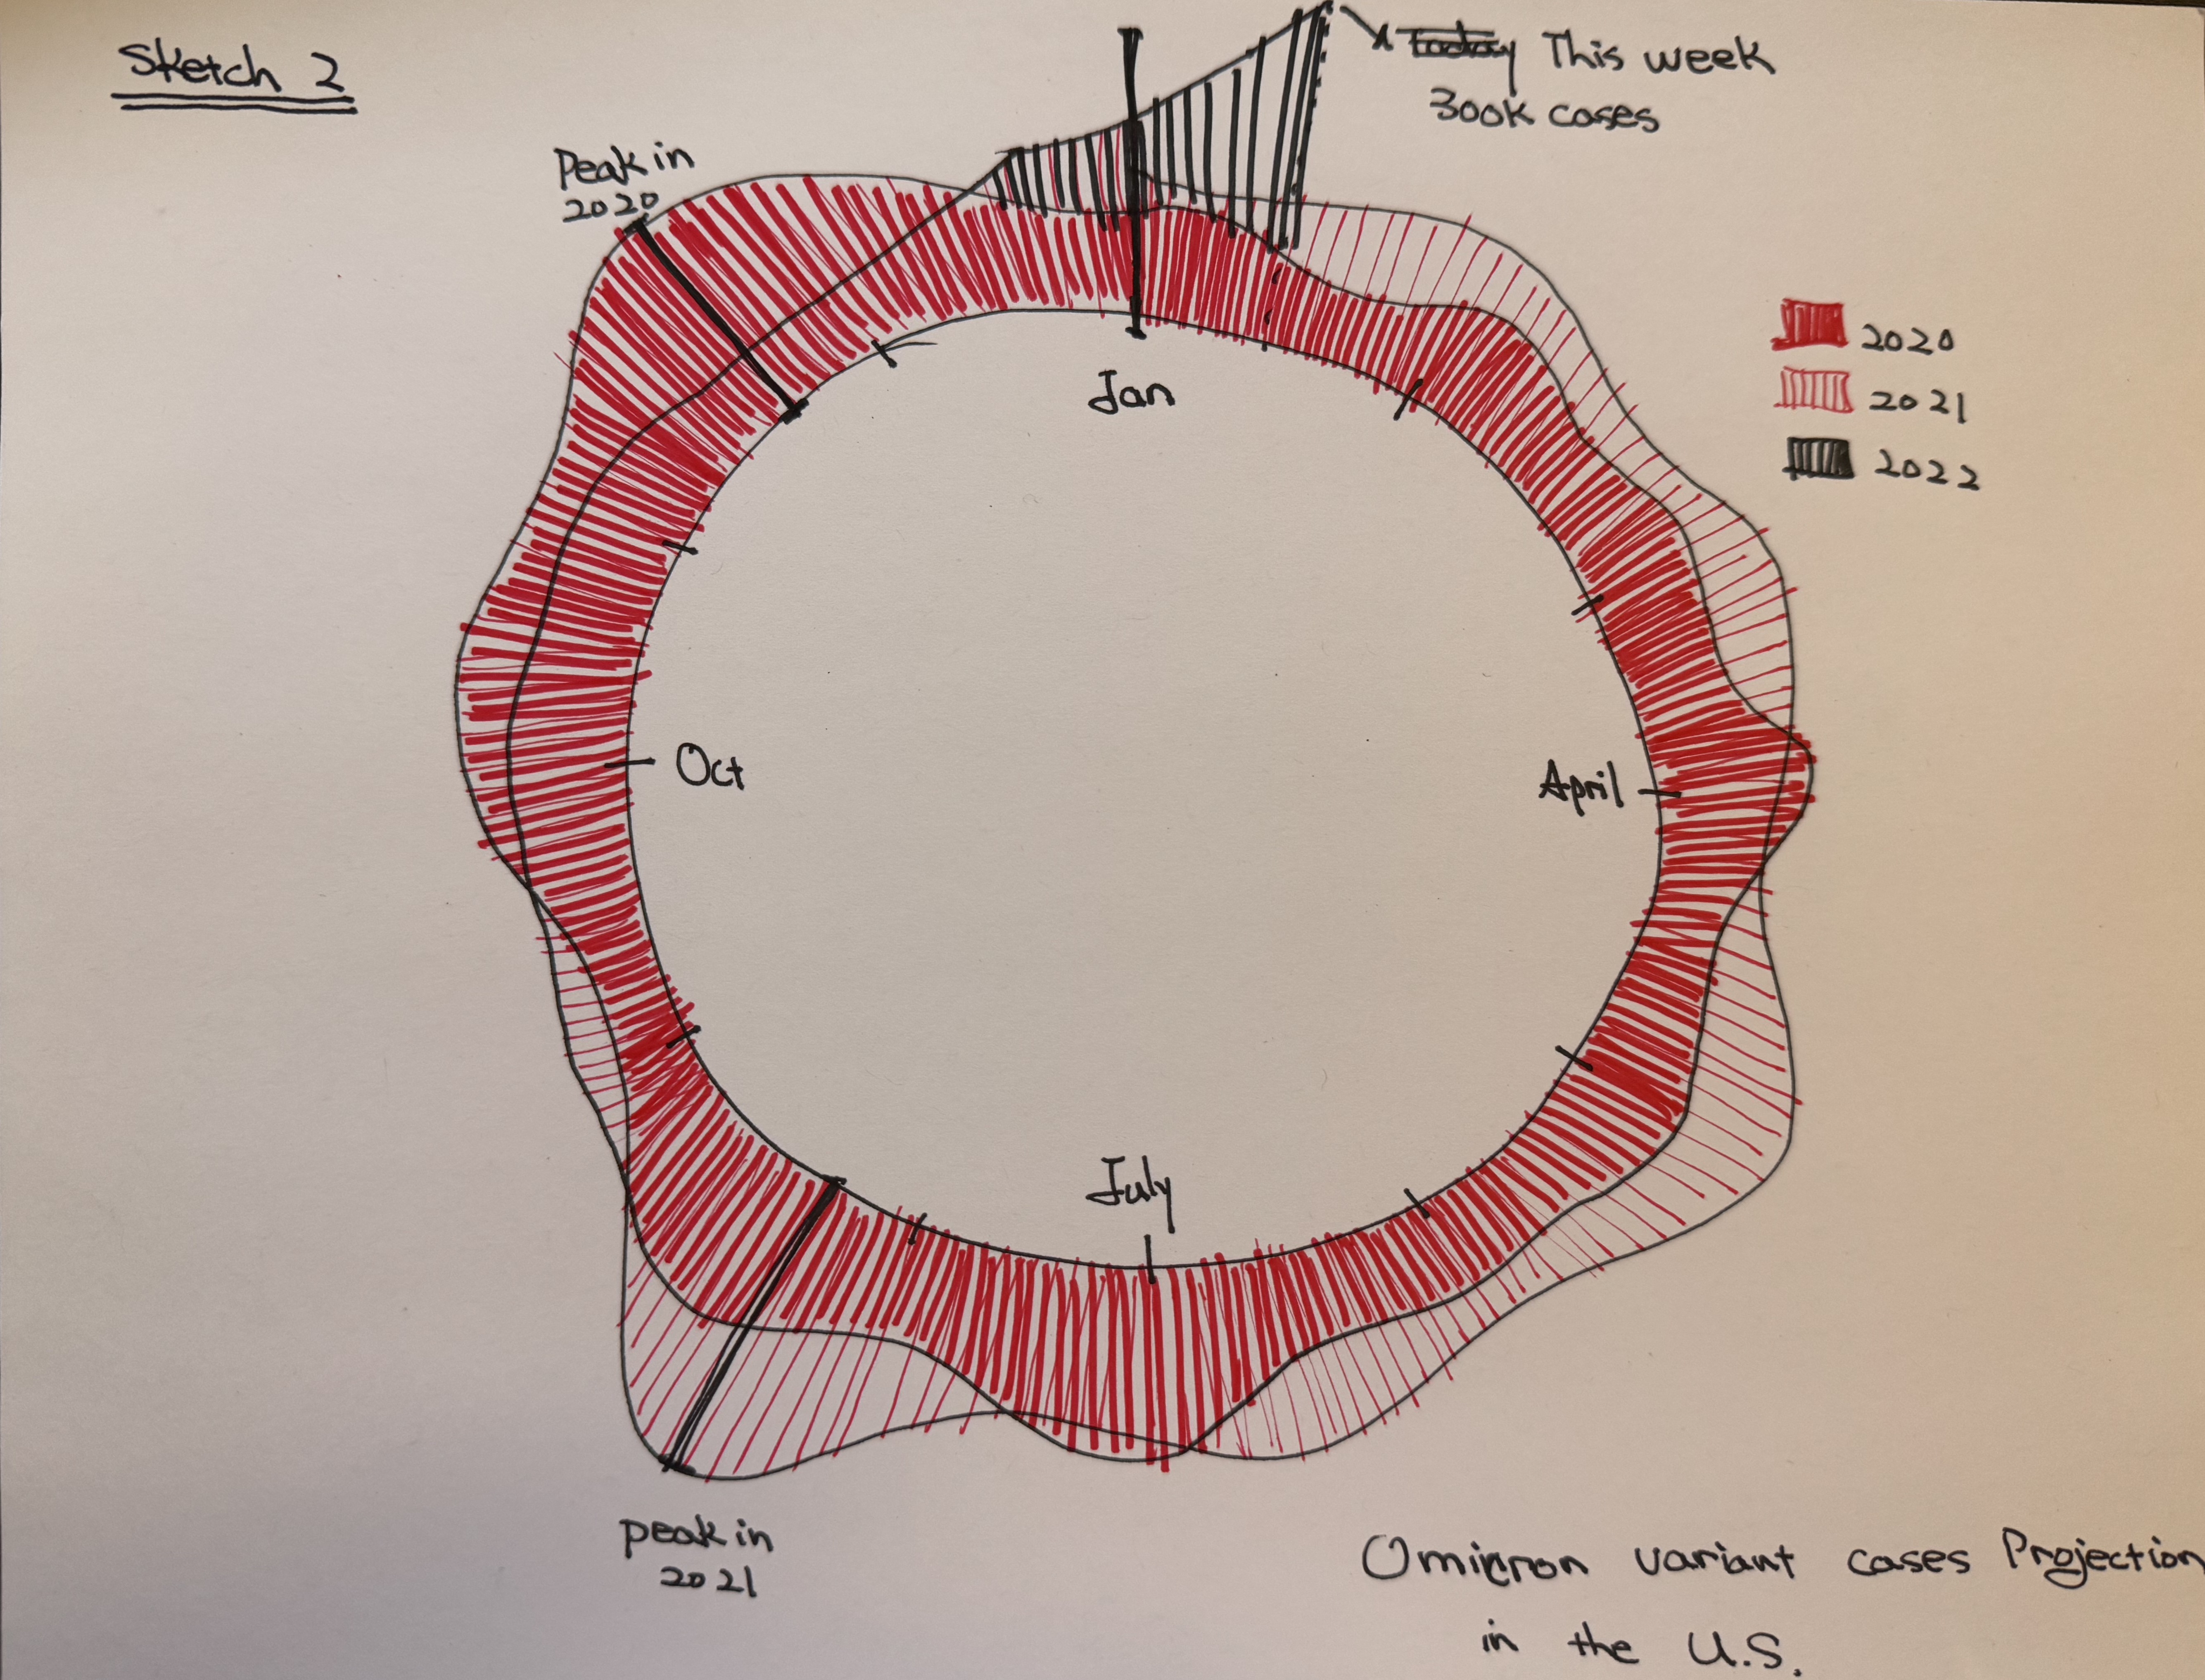 Sketch 2
Today This week
300k cases
Peak in
2020
2020
2021
2022
Jan
Oct
April
July
peak in
2021
Omicron variant cases Projection
in the U.S.